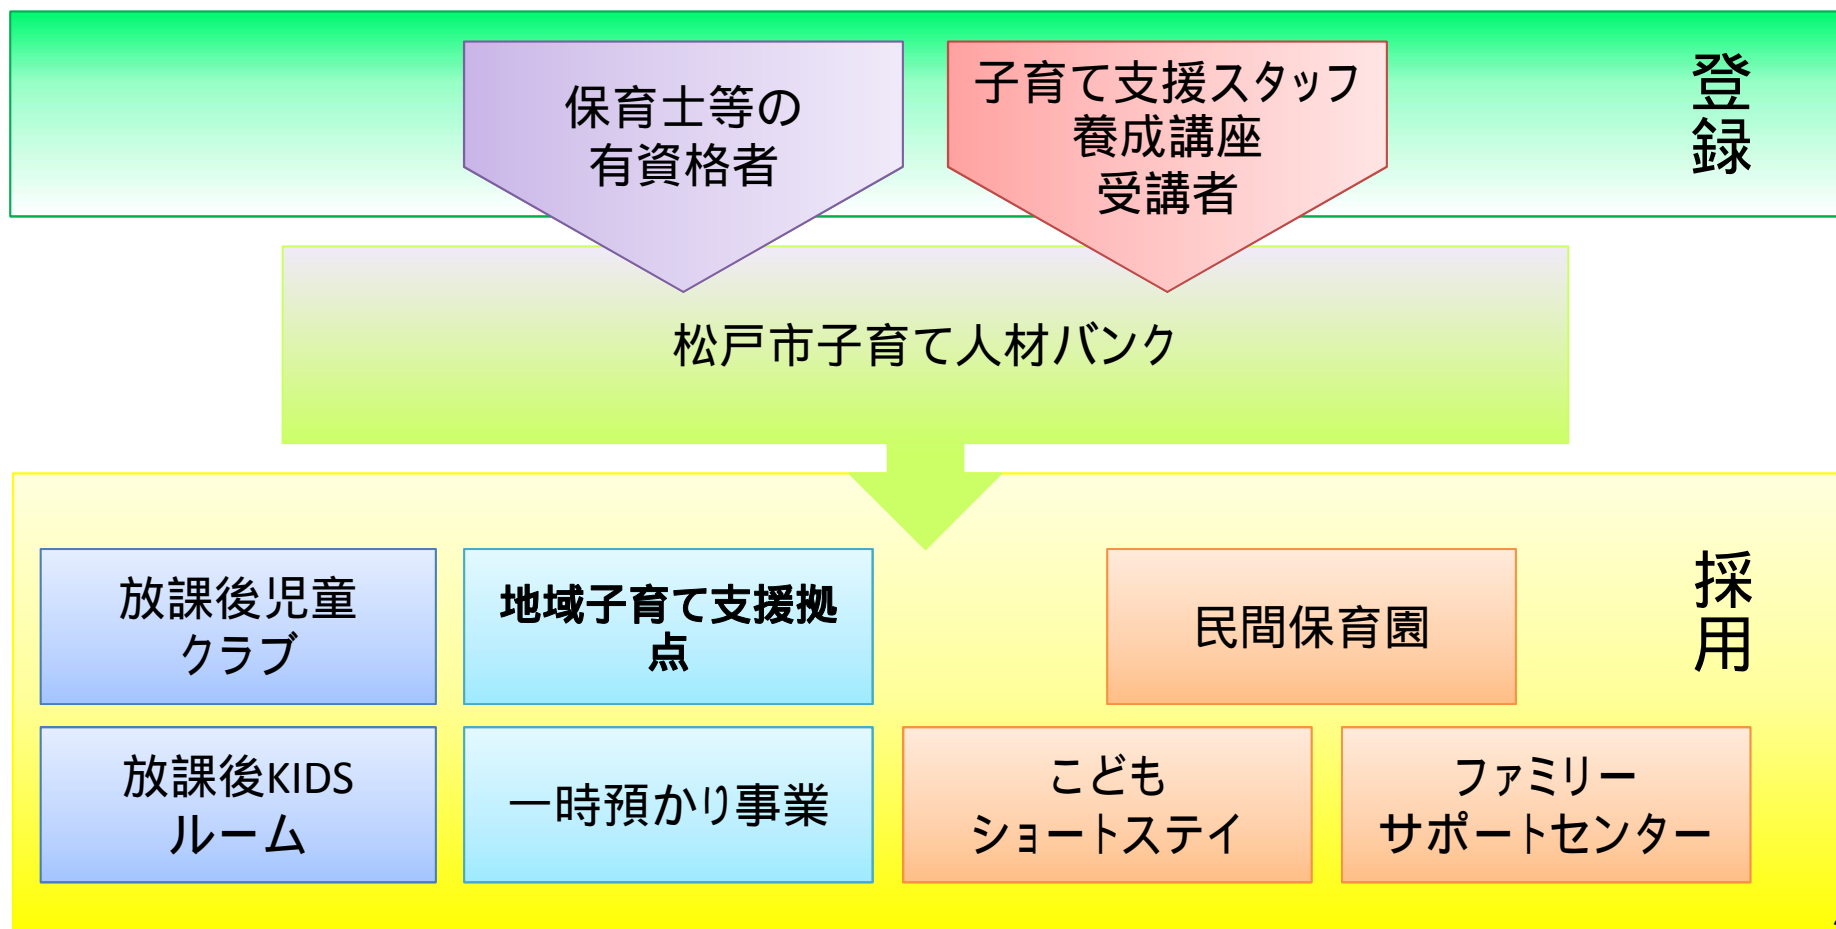 保育士等の
有資格者
子育て支援スタッフ
養成講座
受講者
登録
松戸市子育て人材バンク
採用
放課後児童
クラブ
地域子育て支援拠
点
民間保育園
放課後KIDS
ルーム
一時預かり事業
こども
ショートステイ
ファミリー
サポートセンター